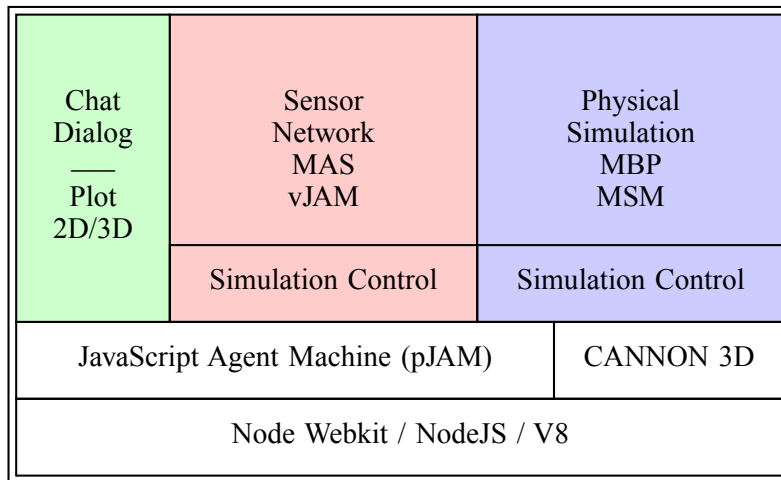 Chat
Dialog
Plot
2D/3D
Sensor
Network
MAS
vJAM
Physical
Simulation
MBP
MSM
Simulation Control
Simulation Control
JavaScript Agent Machine (pJAM)
CANNON 3D
Node Webkit / NodeJS / V8